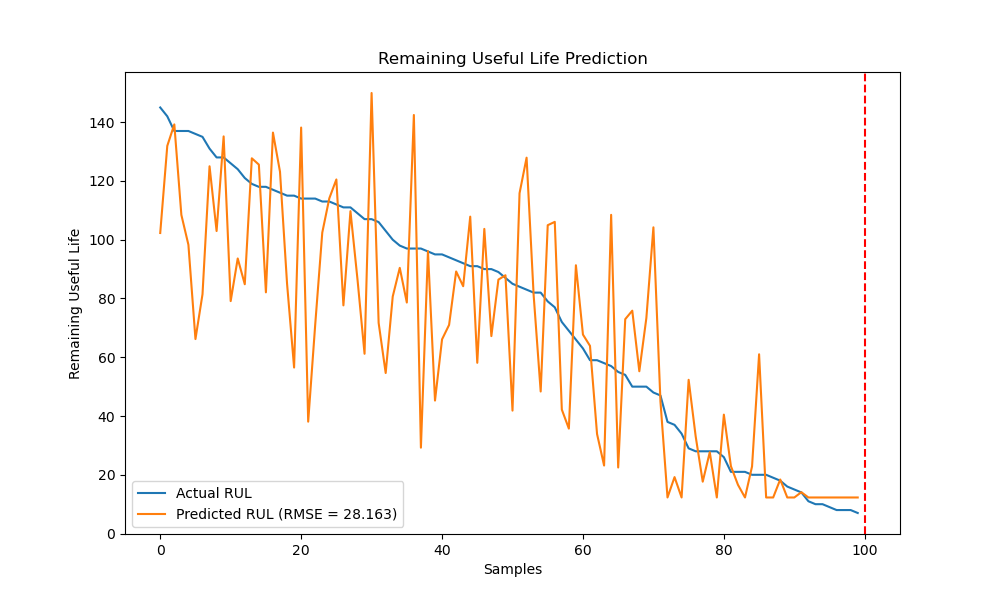 Remaining Useful Life Prediction
Remaining Useful Life
140
120
100
80
60
40
20
0
Actual RUL
Predicted RUL (RMSE = 28.163)
0 20 40 60 80 100
Samples